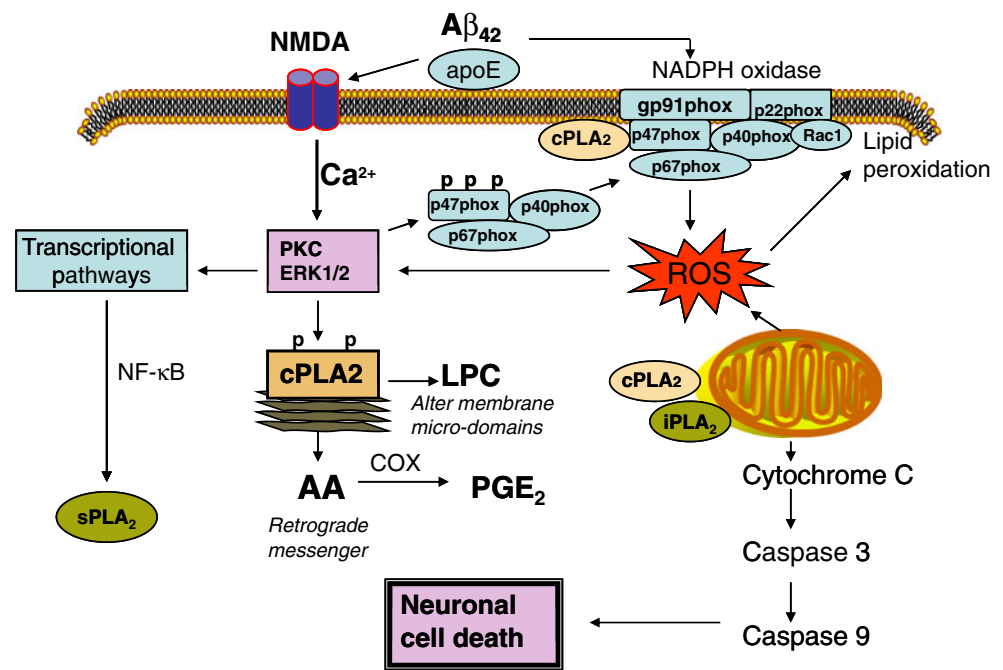 Aβ42
NMDA
apoE
NADPH oxidase
gp91phox
p22phox
cPLA2
p47phox
p40phox
Rac1
p67phox
Lipid
peroxidation
Ca²⁺
p p p
p47phox
p40phox
p67phox
Transcriptional
pathways
PKC
ERK1/2
ROS
NF-κB
p p
cPLA2
LPC
Alter membrane
micro-domains
cPLA2
iPLA₂
AA
COX
PGE₂
Retrograde
messenger
sPLA₂
Cytochrome C
Caspase 3
Caspase 9
Neuronal
cell death